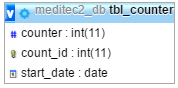 v meditec2_db tbl_counter
# counter : int(11)
count_id : int(11)
start_date : date